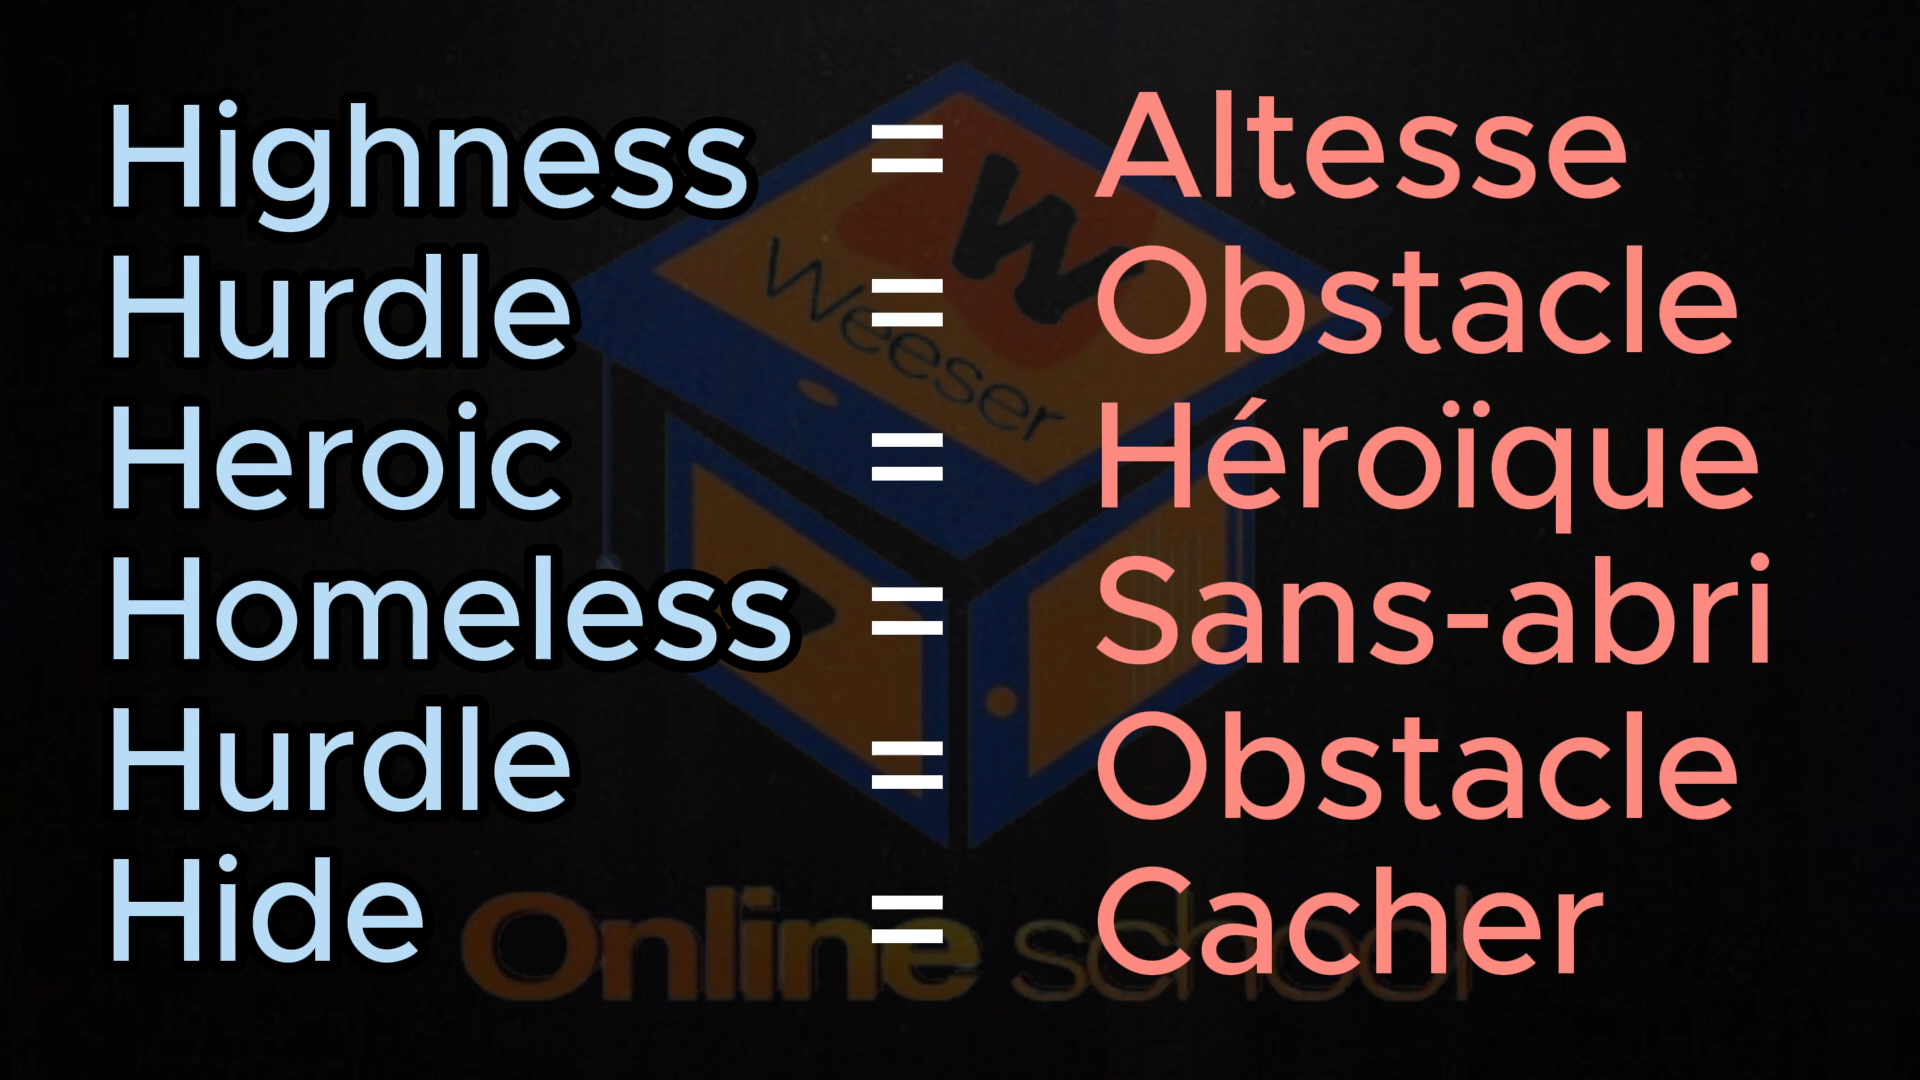 Highness = Altesse
Hurdle = Obstacle
Heroic = Héroïque
Homeless = Sans-abri
Hurdle = Obstacle
Hide = Cacher
W
Weeser
Online school